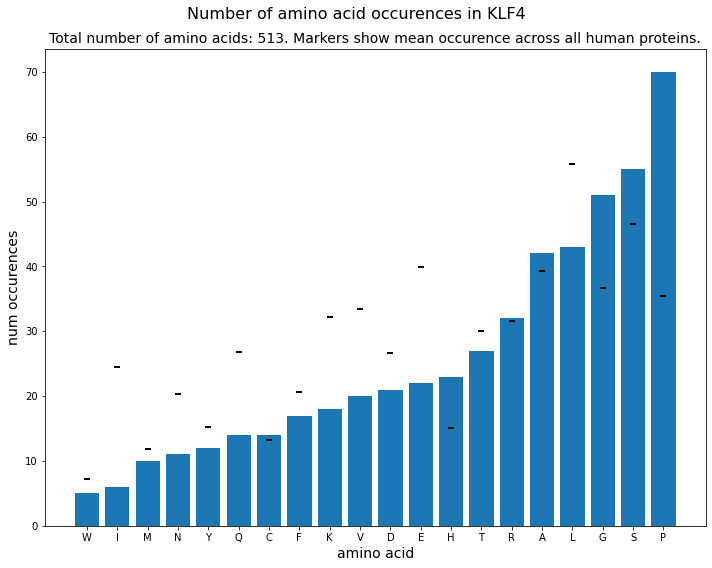 Number of amino acid occurences in KLF4
Total number of amino acids: 513. Markers show mean occurence across all human proteins.
num occurences
70
60
50
40
30
20
10
0
W I M N Y Q C F K V D E H T R A L G S P
amino acid